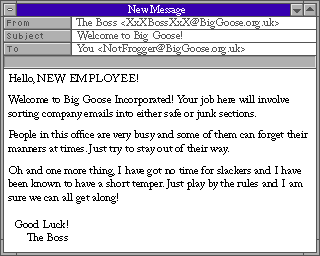 New Message
From The Boss <XxXBossXxX@BigGoose.org.uk>
Subject Welcome to Big Goose!
To You <NotFrogger@BigGoose.org.uk>
Hello, NEW EMPLOYEE!
Welcome to Big Goose Incorporated! Your job here will involve
sorting company emails into either safe or junk sections.
People in this office are very busy and some of them can forget their
manners at times. Just try to stay out of their way.
Oh and one more thing, I have got no time for slackers and I have
been known to have a short temper. Just play by the rules and I am
sure we can all get along!
Good Luck!
The Boss